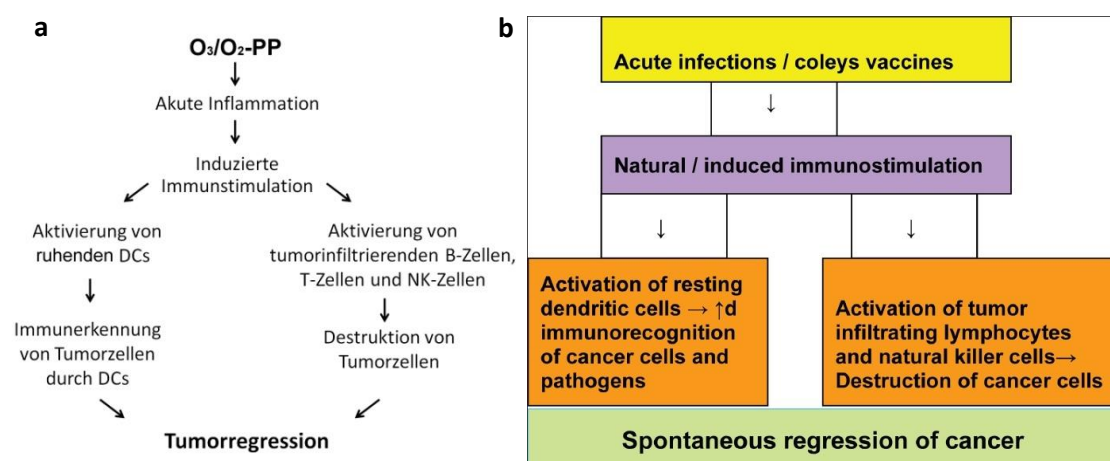 a
O₃/O₂-PP
↓
Akute Inflammation
↓
Induzierte
Immunstimulation
Aktivierung von
ruhenden DCs
Immunerkennung
von Tumorzellen
durch DCs
Aktivierung von
tumorinfiltrierenden B-Zellen,
T-Zellen und NK-Zellen
Destruktion von
Tumorzellen
Tumorregression
b
Acute infections / coleys vaccines
↓
Natural / induced immunostimulation
↓
↓
Activation of resting
dendritic cells → ↑d
immunorecognition
of cancer cells and
pathogens
Activation of tumor
infiltrating lymphocytes
and natural killer cells→
Destruction of cancer cells
Spontaneous regression of cancer